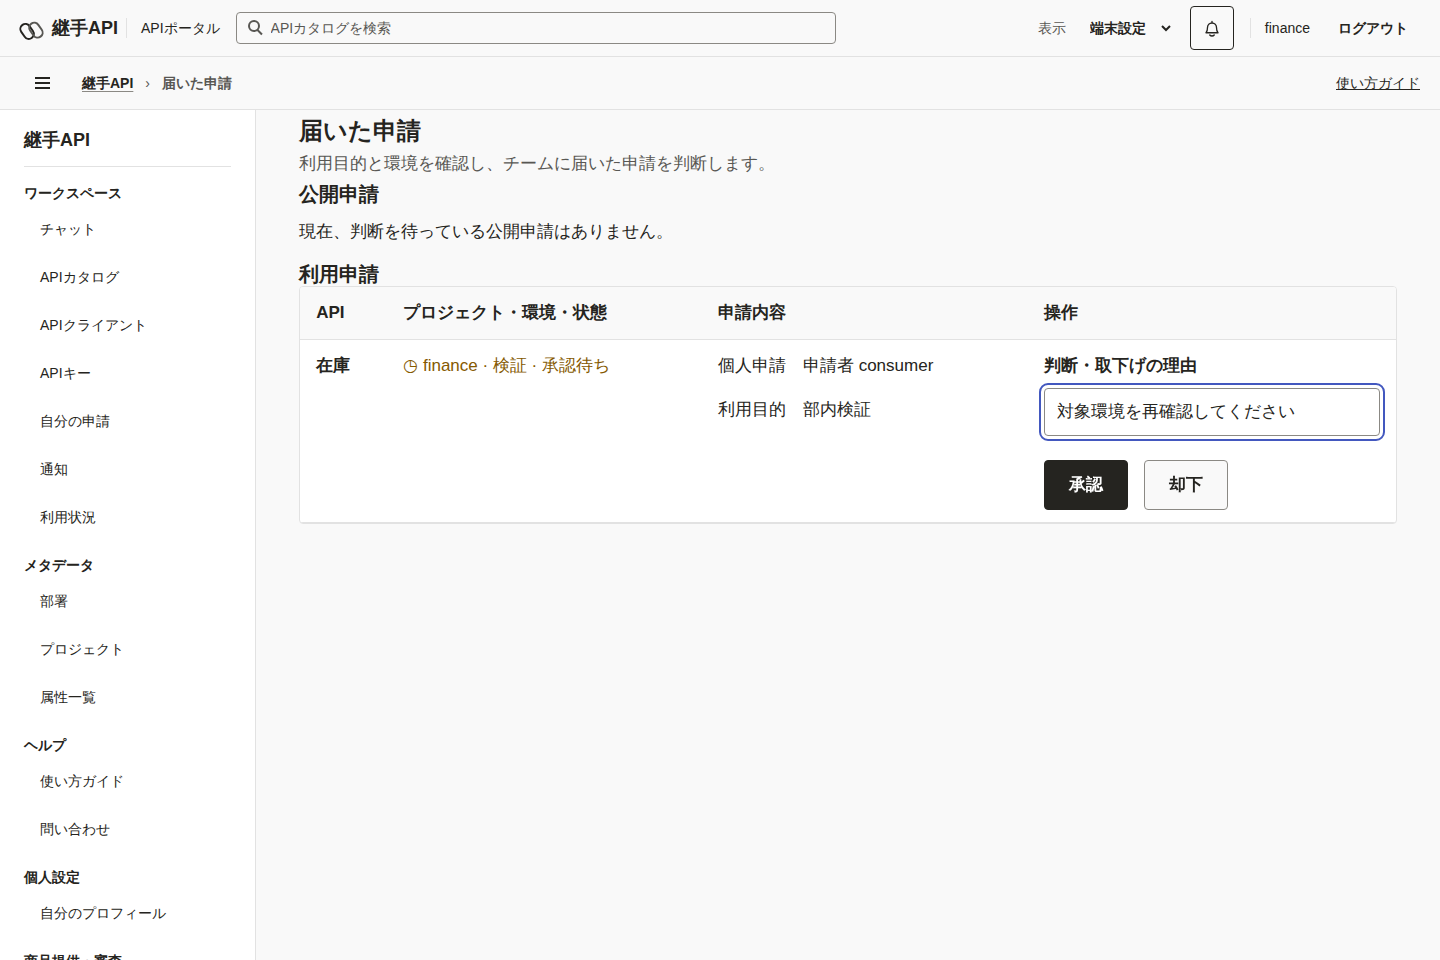 継手API APIポータル APIカタログを検索 表示 端末設定 finance ログアウト
継手API › 届いた申請 使い方ガイド
継手API
ワークスペース
チャット
APIカタログ
APIクライアント
APIキー
自分の申請
通知
利用状況
メタデータ
部署
プロジェクト
属性一覧
ヘルプ
使い方ガイド
問い合わせ
個人設定
自分のプロフィール
届いた申請
利用目的と環境を確認し、チームに届いた申請を判断します。
公開申請
現在、判断を待っている公開申請はありません。
利用申請
API プロジェクト・環境・状態 申請内容 操作
在庫 finance · 検証 · 承認待ち 個人申請 申請者 consumer 判断・取下げの理由
利用目的 部内検証 対象環境を再確認してください
承認 却下